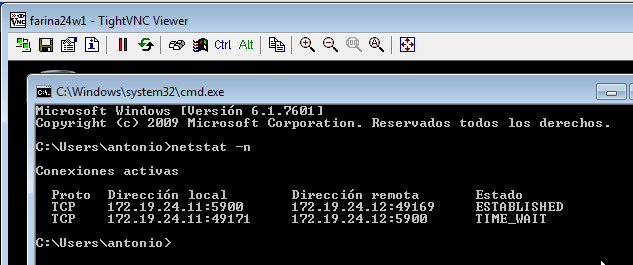 farina24w1 - TightVNC Viewer
Ctrl Alt
C:\Windows\system32\cmd.exe
Microsoft Windows [Versión 6.1.7601]
Copyright (c) 2009 Microsoft Corporation. Reservados todos los derechos.
C:\Users\antonio>netstat -n
Conexiones activas
Proto Dirección local Dirección remota Estado
TCP 172.19.24.11:5900 172.19.24.12:49169 ESTABLISHED
TCP 172.19.24.11:49171 172.19.24.12:5900 TIME_WAIT
C:\Users\antonio>